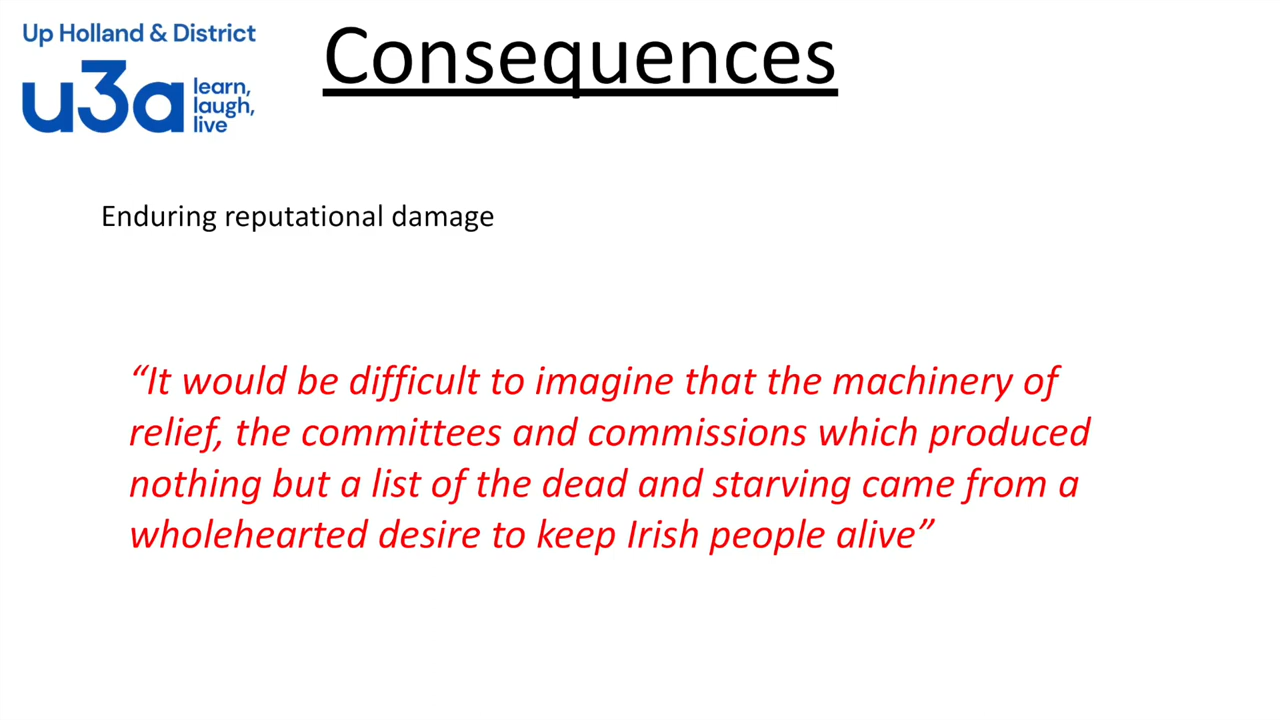 Up Holland & District
u3a
learn,
laugh,
live
Consequences
Enduring reputational damage
“It would be difficult to imagine that the machinery of
relief, the committees and commissions which produced
nothing but a list of the dead and starving came from a
wholehearted desire to keep Irish people alive”